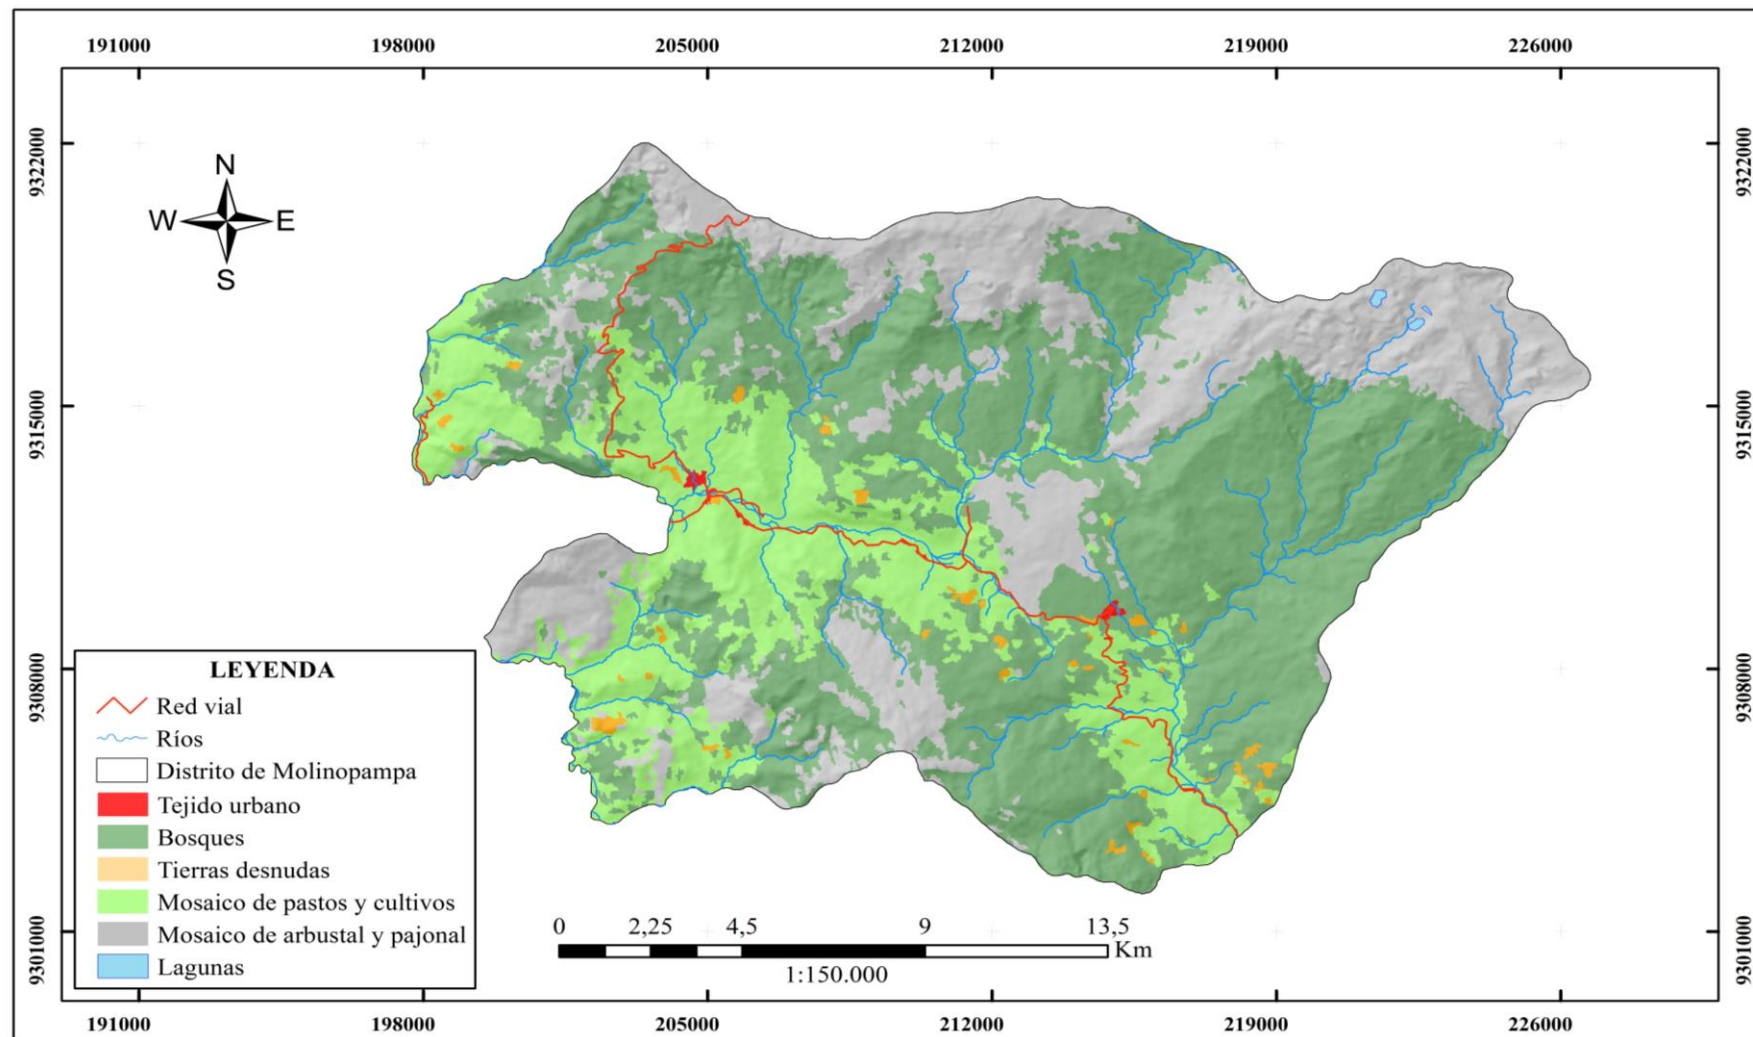 191000 198000 205000 212000 219000 226000
9322000 9322000
N
W E
S
9315000 9315000
9308000 9308000
LEYENDA
Red vial
Ríos
Distrito de Molinopampa
Tejido urbano
Bosques
Tierras desnudas
Mosaico de pastos y cultivos
Mosaico de arbustal y pajonal
Lagunas
0 2,25 4,5 9 13,5
Km
1:150.000
9301000 9301000
191000 198000 205000 212000 219000 226000